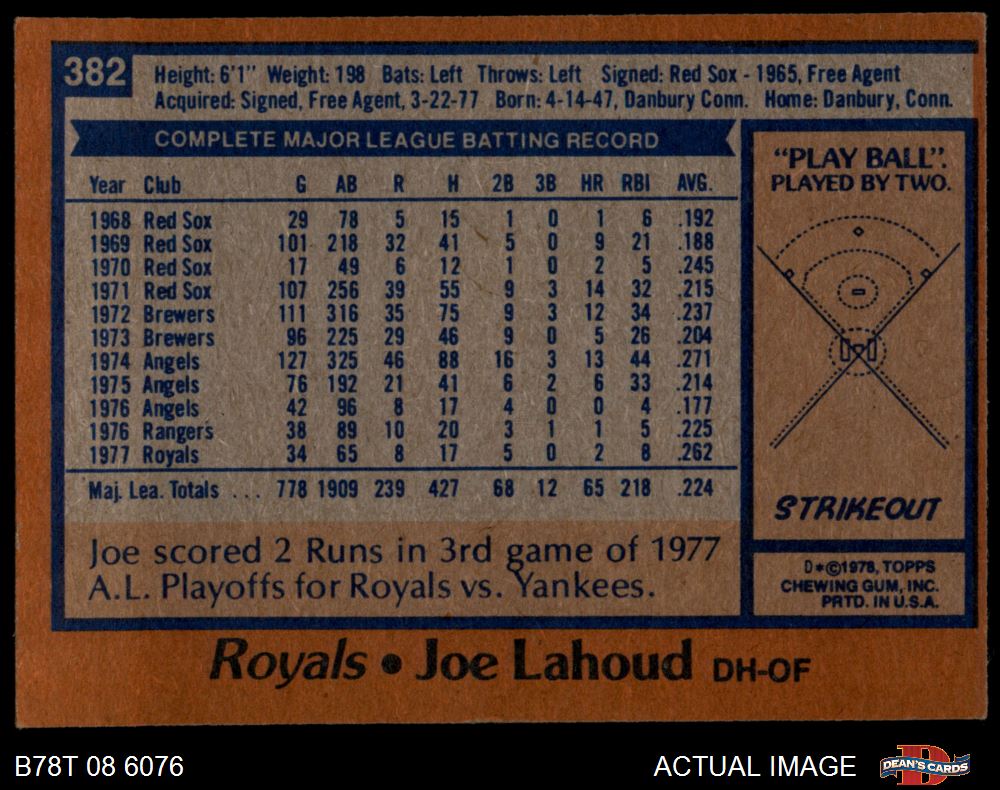 382
Height: 6'1" Weight: 198 Bats: Left Throws: Left Signed: Red Sox - 1965, Free Agent
Acquired: Signed, Free Agent, 3-22-77 Born: 4-14-47, Danbury Conn. Home: Danbury, Conn.
COMPLETE MAJOR LEAGUE BATTING RECORD
Year Club G AB R H 2B 3B HR RBI AVG.
1968 Red Sox 29 78 5 15 1 0 1 6 .192
1969 Red Sox 101 218 32 41 5 0 9 21 .188
1970 Red Sox 17 49 6 12 1 0 2 5 .245
1971 Red Sox 107 256 39 55 9 3 14 32 .215
1972 Brewers 111 316 35 75 9 3 12 34 .237
1973 Brewers 96 225 29 46 9 0 5 26 .204
1974 Angels 127 325 46 88 16 3 13 44 .271
1975 Angels 76 192 21 41 6 2 6 33 .214
1976 Angels 42 96 8 17 4 0 0 4 .177
1976 Rangers 38 89 10 20 3 1 1 5 .225
1977 Royals 34 65 8 17 5 0 2 8 .262
Maj. Lea. Totals ... 778 1909 239 427 68 12 65 218 .224
Joe scored 2 Runs in 3rd game of 1977
A.L. Playoffs for Royals vs. Yankees.
"PLAY BALL".
PLAYED BY TWO.
STRIKEOUT
D*©1978, TOPPS
CHEWING GUM, INC.
PRTD. IN U.S.A.
Royals • Joe Lahoud DH-OF
B78T 08 6076
ACTUAL IMAGE
DEAN'S CARDS